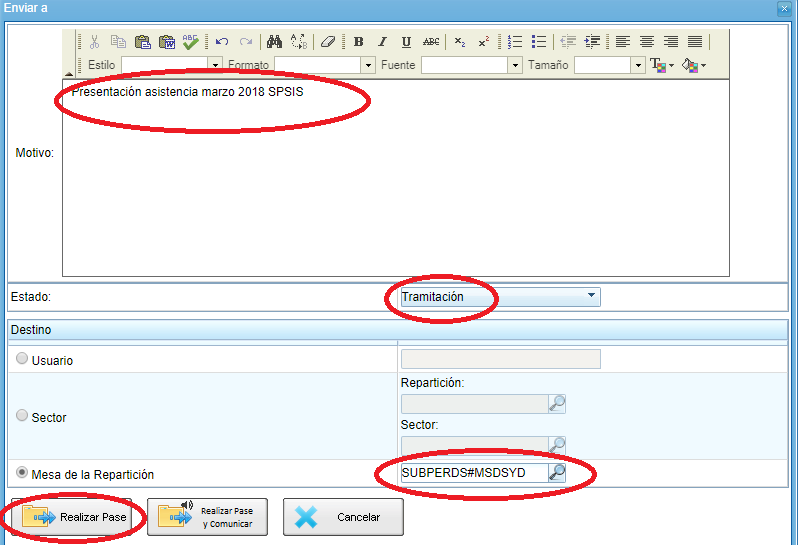 Enviar a
Estilo Formato Fuente Tamaño
Presentación asistencia marzo 2018 SPSIS
Motivo:
Estado: Tramitación
Destino
Usuario
Repartición:
Sector
Sector:
Mesa de la Repartición SUBPERDS#MSDSYD
Realizar Pase
Realizar Pase
y Comunicar
Cancelar